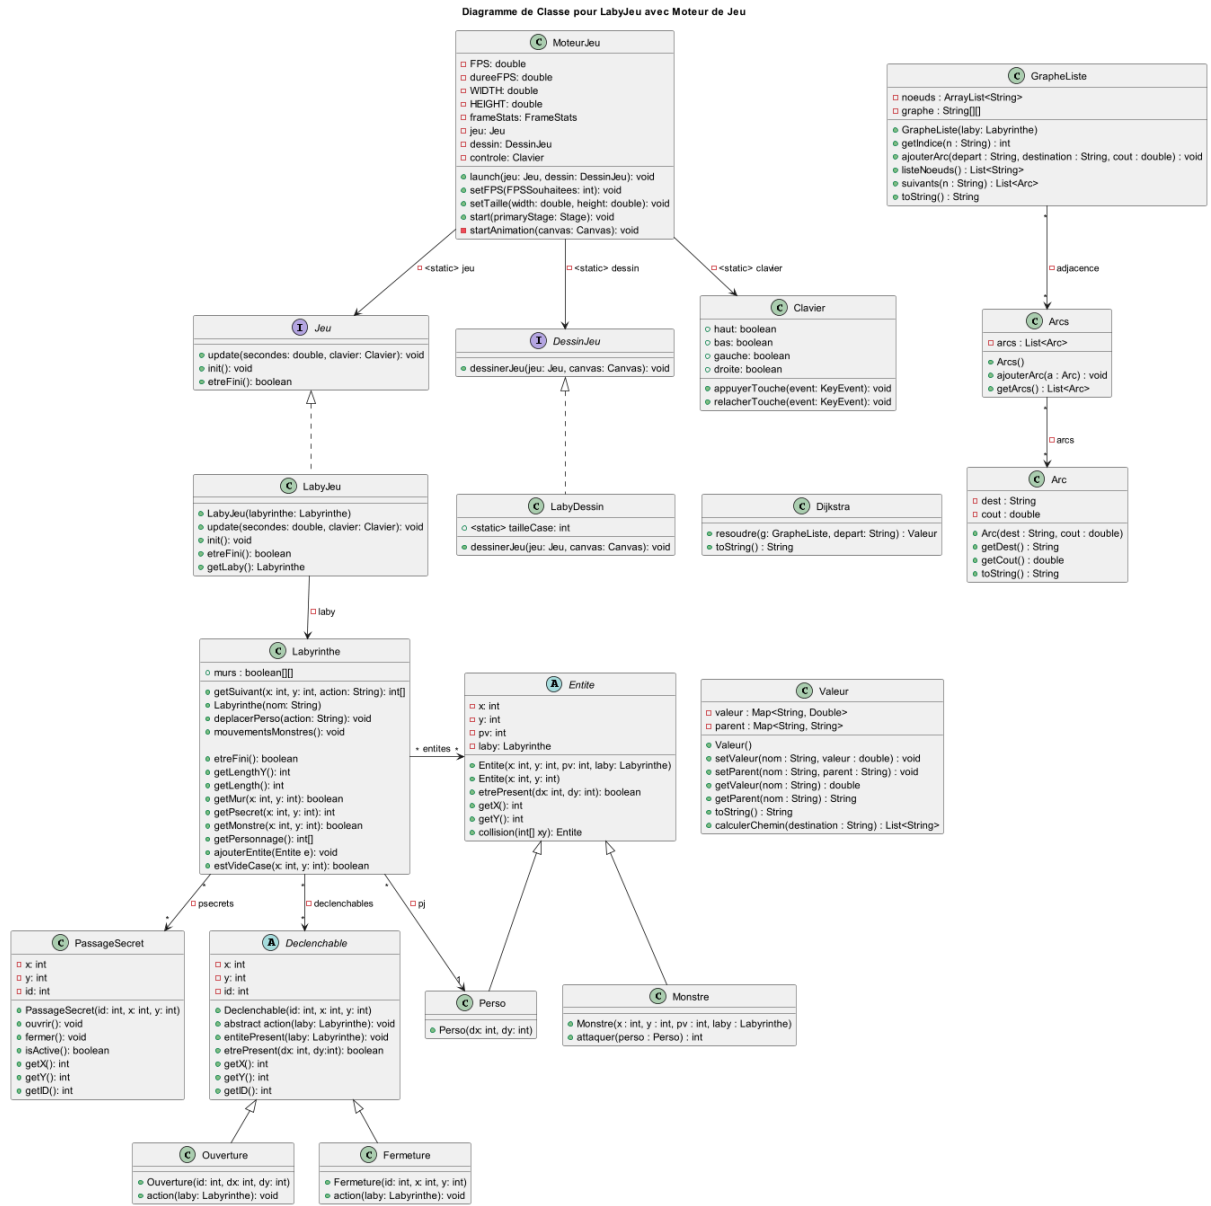 Diagramme de Classe pour LabyJeu avec Moteur de Jeu
C MoteurJeu
FPS: double
dureeFPS: double
WIDTH: double
HEIGHT: double
frameStats: FrameStats
jeu: Jeu
dessin: DessinJeu
controle: Clavier
launch(jeu: Jeu, dessin: DessinJeu): void
setFPS(FPSSouhaitees: int): void
setTaille(width: double, height: double): void
start(primaryStage: Stage): void
startAnimation(canvas: Canvas): void
C GrapheListe
noeuds : ArrayList<String>
graphe : String[][]
GrapheListe(laby: Labyrinthe)
getIndice(n : String) : int
ajouterArc(depart : String, destination : String, cout : double) : void
listeNoeuds() : List<String>
suivants(n : String) : List<Arc>
toString() : String
<static> jeu
<static> dessin
<static> clavier
*
adjacence
*
I Jeu
update(secondes: double, clavier: Clavier): void
init(): void
etreFini(): boolean
I DessinJeu
dessinerJeu(jeu: Jeu, canvas: Canvas): void
C Clavier
haut: boolean
bas: boolean
gauche: boolean
droite: boolean
appuyerTouche(event: KeyEvent): void
relacherTouche(event: KeyEvent): void
C Arcs
arcs : List<Arc>
Arcs()
ajouterArc(a : Arc) : void
getArcs() : List<Arc>
*
arcs
*
C LabyJeu
LabyJeu(labyrinthe: Labyrinthe)
update(secondes: double, clavier: Clavier): void
init(): void
etreFini(): boolean
getLaby(): Labyrinthe
C LabyDessin
<static> tailleCase: int
dessinerJeu(jeu: Jeu, canvas: Canvas): void
C Dijkstra
resoudre(g: GrapheListe, depart: String) : Valeur
toString() : String
C Arc
dest : String
cout : double
Arc(dest : String, cout : double)
getDest() : String
getCout() : double
toString() : String
laby
C Labyrinthe
murs : boolean[][]
getSuivant(x: int, y: int, action: String): int[]
Labyrinthe(nom: String)
deplacerPerso(action: String): void
mouvementsMonstres(): void
etreFini(): boolean
getLengthY(): int
getLength(): int
getMur(x: int, y: int): boolean
getPsecret(x: int, y: int): int
getMonstre(x: int, y: int): boolean
getPersonnage(): int[]
ajouterEntite(Entite e): void
estVideCase(x: int, y: int): boolean
* entites *
A Entite
x: int
y: int
pv: int
laby: Labyrinthe
Entite(x: int, y: int, pv: int, laby: Labyrinthe)
Entite(x: int, y: int)
etrePresent(dx: int, dy: int): boolean
getX(): int
getY(): int
collision(int[] xy): Entite
C Valeur
valeur : Map<String, Double>
parent : Map<String, String>
Valeur()
setValeur(nom : String, valeur : double) : void
setParent(nom : String, parent : String) : void
getValeur(nom : String) : double
getParent(nom : String) : String
toString() : String
calculerChemin(destination : String) : List<String>
*
psecrets
*
*
declenchables
*
*
pj
1
C PassageSecret
x: int
y: int
id: int
PassageSecret(id: int, x: int, y: int)
ouvrir(): void
fermer(): void
isActive(): boolean
getX(): int
getY(): int
getID(): int
A Declenchable
x: int
y: int
id: int
Declenchable(id: int, x: int, y: int)
abstract action(laby: Labyrinthe): void
entitePresent(laby: Labyrinthe): void
etrePresent(dx: int, dy:int): boolean
getX(): int
getY(): int
getID(): int
C Perso
Perso(dx: int, dy: int)
C Monstre
Monstre(x : int, y : int, pv : int, laby : Labyrinthe)
attaquer(perso : Perso) : int
C Ouverture
Ouverture(id: int, dx: int, dy: int)
action(laby: Labyrinthe): void
C Fermeture
Fermeture(id: int, x: int, y: int)
action(laby: Labyrinthe): void